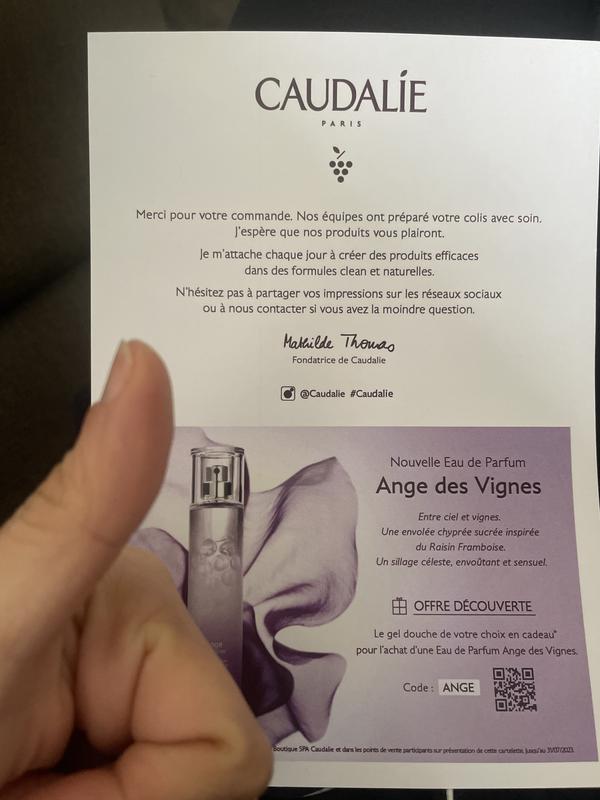 CAUDALÍE
PARIS
Merci pour votre commande. Nos équipes ont préparé votre colis avec soin.
J'espère que nos produits vous plairont.
Je m'attache chaque jour à créer des produits efficaces
dans des formules clean et naturelles.
N'hésitez pas à partager vos impressions sur les réseaux sociaux
ou à nous contacter si vous avez la moindre question.
Mathilde Thomas
Fondatrice de Caudalie
@Caudalie #Caudalie
Nouvelle Eau de Parfum
Ange des Vignes
Entre ciel et vignes.
Une envolée chyprée sucrée inspirée
du Raisin Framboise.
Un sillage céleste, envoûtant et sensuel.
OFFRE DÉCOUVERTE
Le gel douche de votre choix en cadeau*
pour l'achat d'une Eau de Parfum Ange des Vignes.
Code : ANGE
Boutique SPA Caudalie et dans les points de vente participants sur présentation de cette cartelette, jusqu'au 31/07/2023.